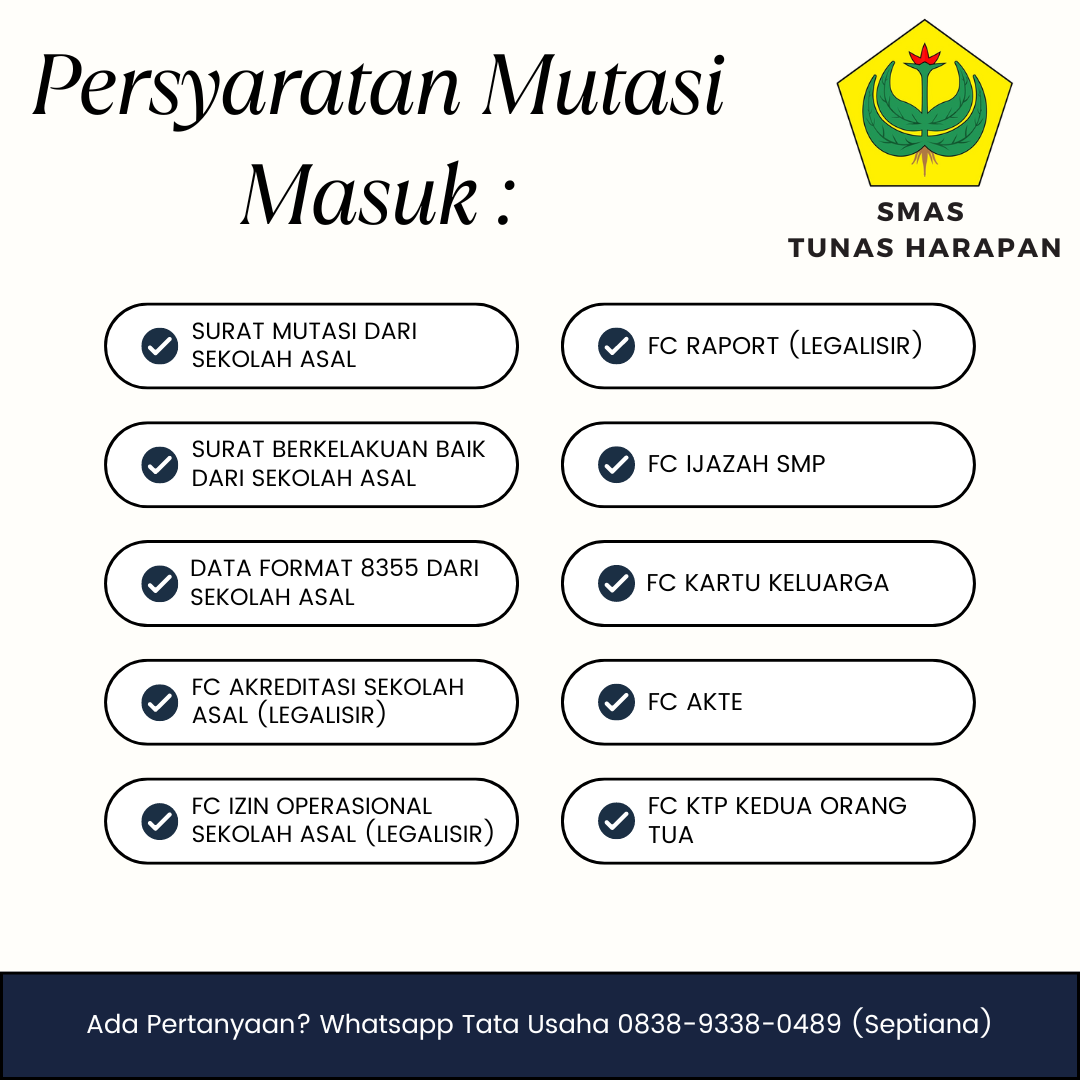 Persyaratan Mutasi
Masuk :
SMAS
TUNAS HARAPAN
SURAT MUTASI DARI
SEKOLAH ASAL
SURAT BERKELAKUAN BAIK
DARI SEKOLAH ASAL
DATA FORMAT 8355 DARI
SEKOLAH ASAL
FC AKREDITASI SEKOLAH
ASAL (LEGALISIR)
FC IZIN OPERASIONAL
SEKOLAH ASAL (LEGALISIR)
FC RAPORT (LEGALISIR)
FC IJAZAH SMP
FC KARTU KELUARGA
FC AKTE
FC KTP KEDUA ORANG
TUA
Ada Pertanyaan? Whatsapp Tata Usaha 0838-9338-0489 (Septiana)